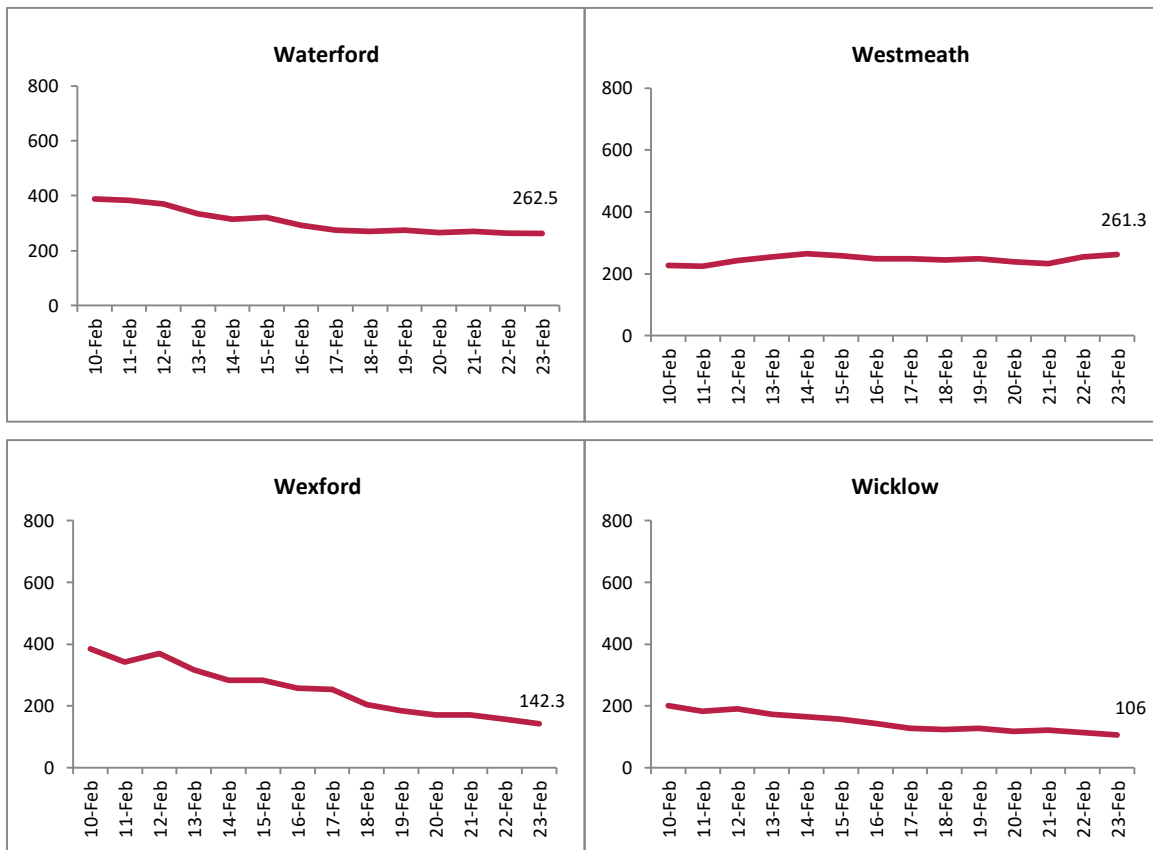 Waterford
800
600
400
200
0
262.5
10-Feb
11-Feb
12-Feb
13-Feb
14-Feb
15-Feb
16-Feb
17-Feb
18-Feb
19-Feb
20-Feb
21-Feb
22-Feb
23-Feb
Westmeath
800
600
400
200
0
261.3
10-Feb
11-Feb
12-Feb
13-Feb
14-Feb
15-Feb
16-Feb
17-Feb
18-Feb
19-Feb
20-Feb
21-Feb
22-Feb
23-Feb
Wexford
800
600
400
200
0
142.3
10-Feb
11-Feb
12-Feb
13-Feb
14-Feb
15-Feb
16-Feb
17-Feb
18-Feb
19-Feb
20-Feb
21-Feb
22-Feb
23-Feb
Wicklow
800
600
400
200
0
106
10-Feb
11-Feb
12-Feb
13-Feb
14-Feb
15-Feb
16-Feb
17-Feb
18-Feb
19-Feb
20-Feb
21-Feb
22-Feb
23-Feb